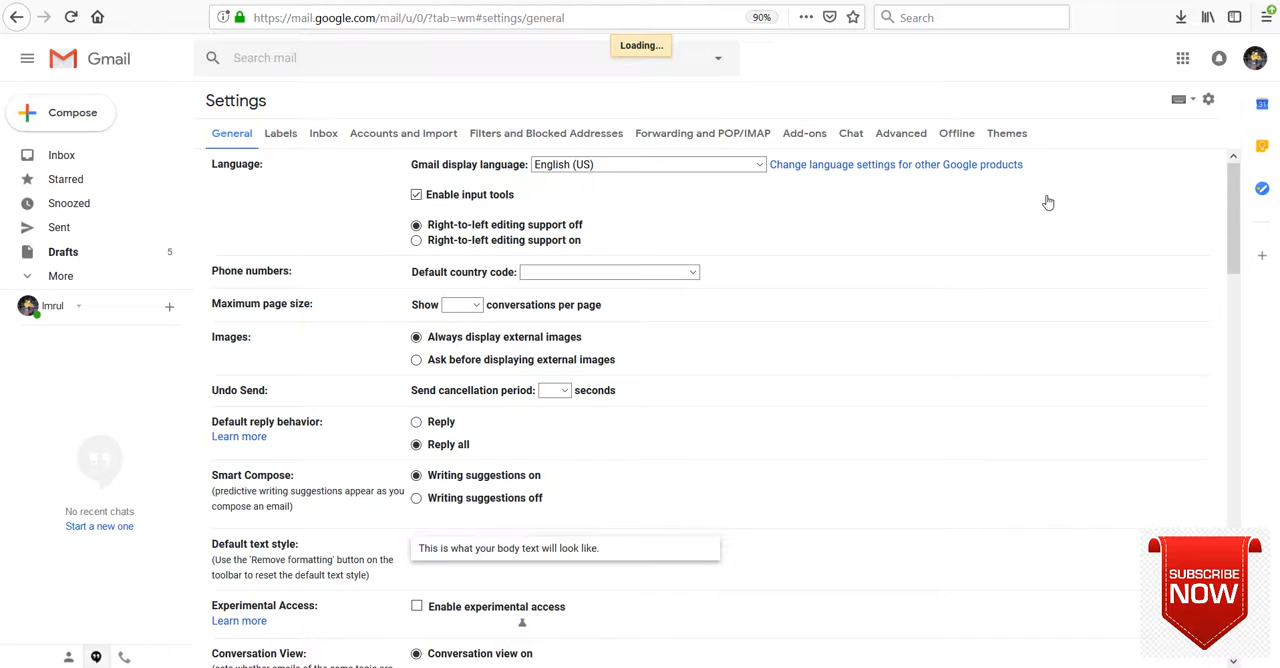 https://mail.google.com/mail/u/0/?tab=wm#settings/general
90%
Search
Loading...
Gmail
Search mail
Compose
Settings
General Labels Inbox Accounts and Import Filters and Blocked Addresses Forwarding and POP/IMAP Add-ons Chat Advanced Offline Themes
Inbox
Starred
Snoozed
Sent
Drafts 5
More
Imrul
No recent chats
Start a new one
Language:
Gmail display language: English (US) Change language settings for other Google products
Enable input tools
Right-to-left editing support off
Right-to-left editing support on
Phone numbers:
Default country code:
Maximum page size:
Show conversations per page
Images:
Always display external images
Ask before displaying external images
Undo Send:
Send cancellation period: seconds
Default reply behavior:
Learn more
Reply
Reply all
Smart Compose:
(predictive writing suggestions appear as you
compose an email)
Writing suggestions on
Writing suggestions off
Default text style:
(Use the 'Remove formatting' button on the
toolbar to reset the default text style)
This is what your body text will look like.
Experimental Access:
Learn more
Enable experimental access
Conversation View:
Conversation view on
31
SUBSCRIBE
NOW